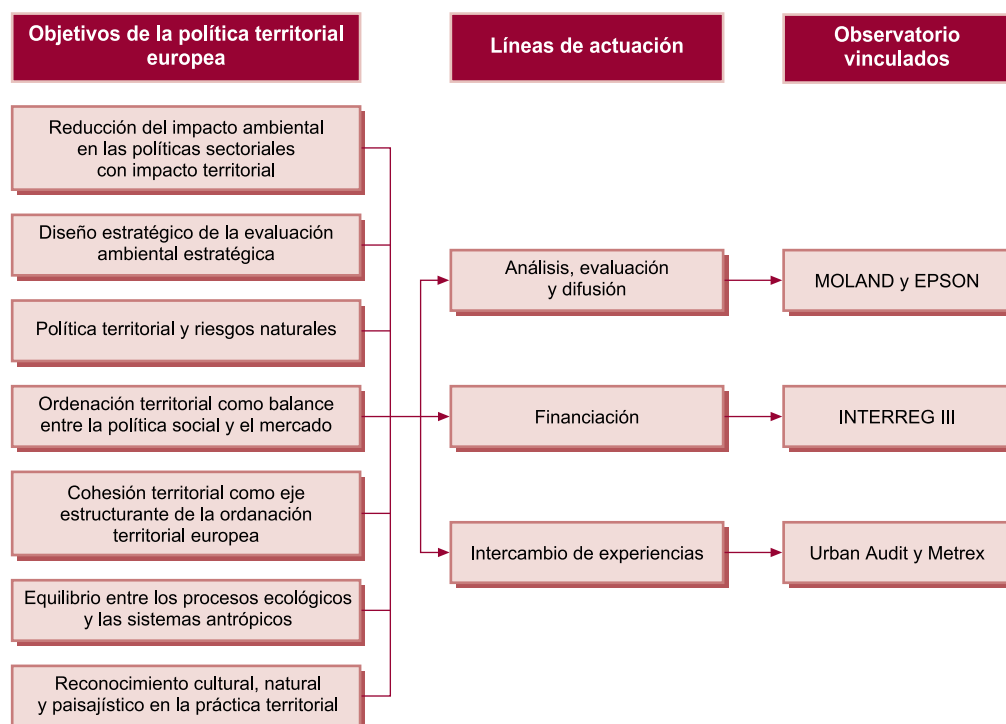 Objetivos de la política territorial
europea
Líneas de actuación
Observatorio
vinculados
Reducción del impacto ambiental
en las políticas sectoriales
con impacto territorial
Diseño estratégico de la evaluación
ambiental estratégica
Política territorial y riesgos naturales
Ordenación territorial como balance
entre la política social y el mercado
Cohesión territorial como eje
estructurante de la ordanación
territorial europea
Equilibrio entre los procesos ecológicos
y las sistemas antrópicos
Reconocimiento cultural, natural
y paisajístico en la práctica territorial
Análisis, evaluación
y difusión
Financiación
Intercambio de experiencias
MOLAND y EPSON
INTERREG III
Urban Audit y Metrex